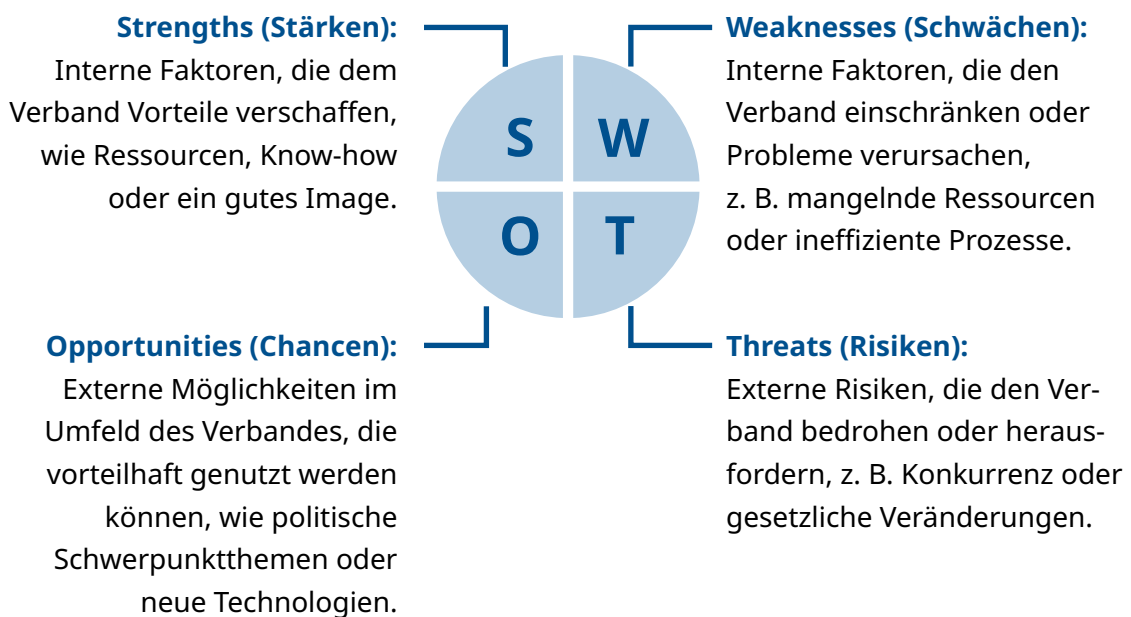 Strengths (Stärken):
Interne Faktoren, die dem
Verband Vorteile verschaffen,
wie Ressourcen, Know-how
oder ein gutes Image.
S
W
Weaknesses (Schwächen):
Interne Faktoren, die den
Verband einschränken oder
Probleme verursachen,
z. B. mangelnde Ressourcen
oder ineffiziente Prozesse.
O
T
Opportunities (Chancen):
Externe Möglichkeiten im
Umfeld des Verbandes, die
vorteilhaft genutzt werden
können, wie politische
Schwerpunktthemen oder
neue Technologien.
Threats (Risiken):
Externe Risiken, die den Ver-
band bedrohen oder heraus-
fordern, z. B. Konkurrenz oder
gesetzliche Veränderungen.